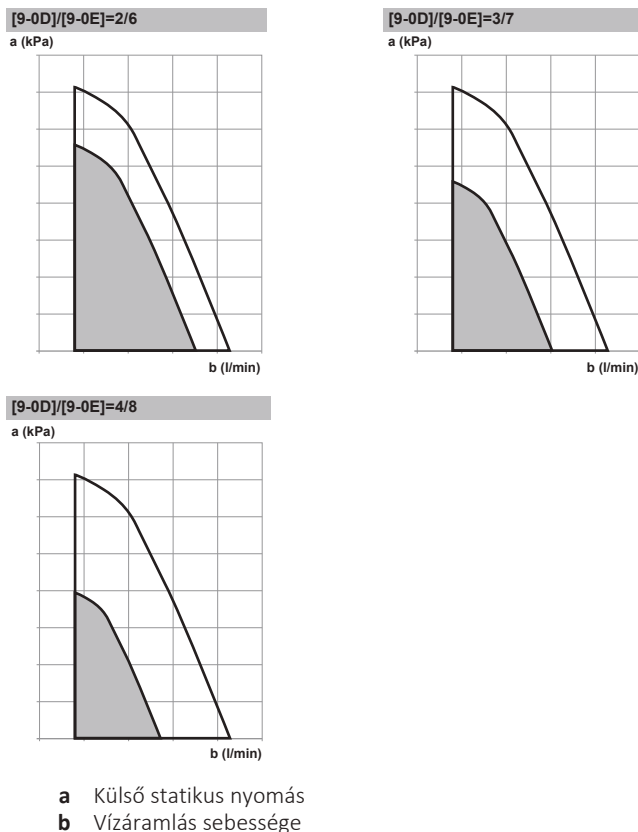 [9-0D]/[9-0E]=2/6
a (kPa)
b (l/min)
[9-0D]/[9-0E]=3/7
a (kPa)
b (l/min)
[9-0D]/[9-0E]=4/8
a (kPa)
b (l/min)
a Külső statikus nyomás
b Vízáramlás sebessége